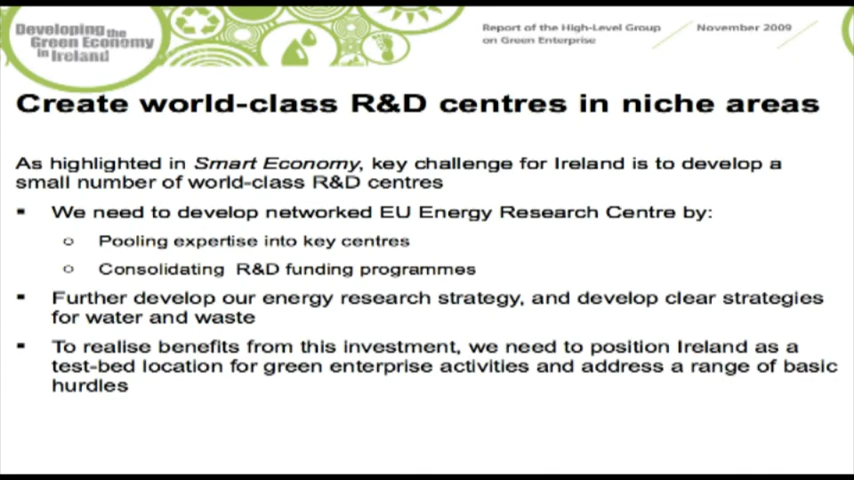 Developing the
Green Economy
in Ireland
Report of the High-Level Group
on Green Enterprise
November 2009
Create world-class R&D centres in niche areas
As highlighted in Smart Economy, key challenge for Ireland is to develop a
small number of world-class R&D centres
▪ We need to develop networked EU Energy Research Centre by:
○ Pooling expertise into key centres
○ Consolidating R&D funding programmes
▪ Further develop our energy research strategy, and develop clear strategies
for water and waste
▪ To realise benefits from this investment, we need to position Ireland as a
test-bed location for green enterprise activities and address a range of basic
hurdles